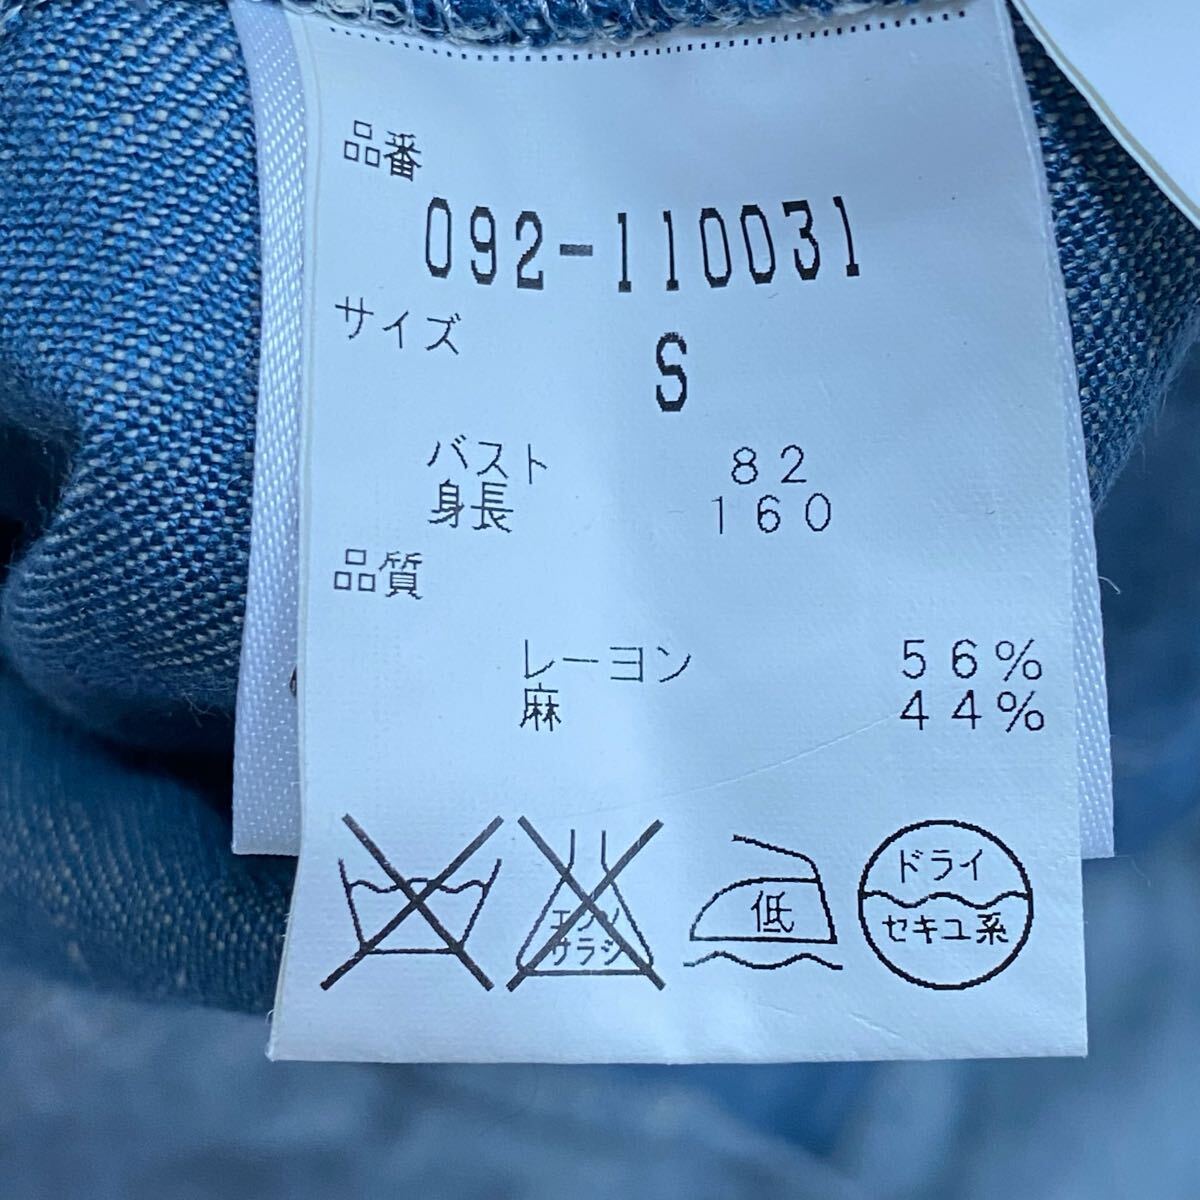 品番
092-110031
サイズ
S
バスト 82
身長 160
品質
レーヨン 56%
麻 44%
エンソ
サラシ
低
ドライ
セキユ系